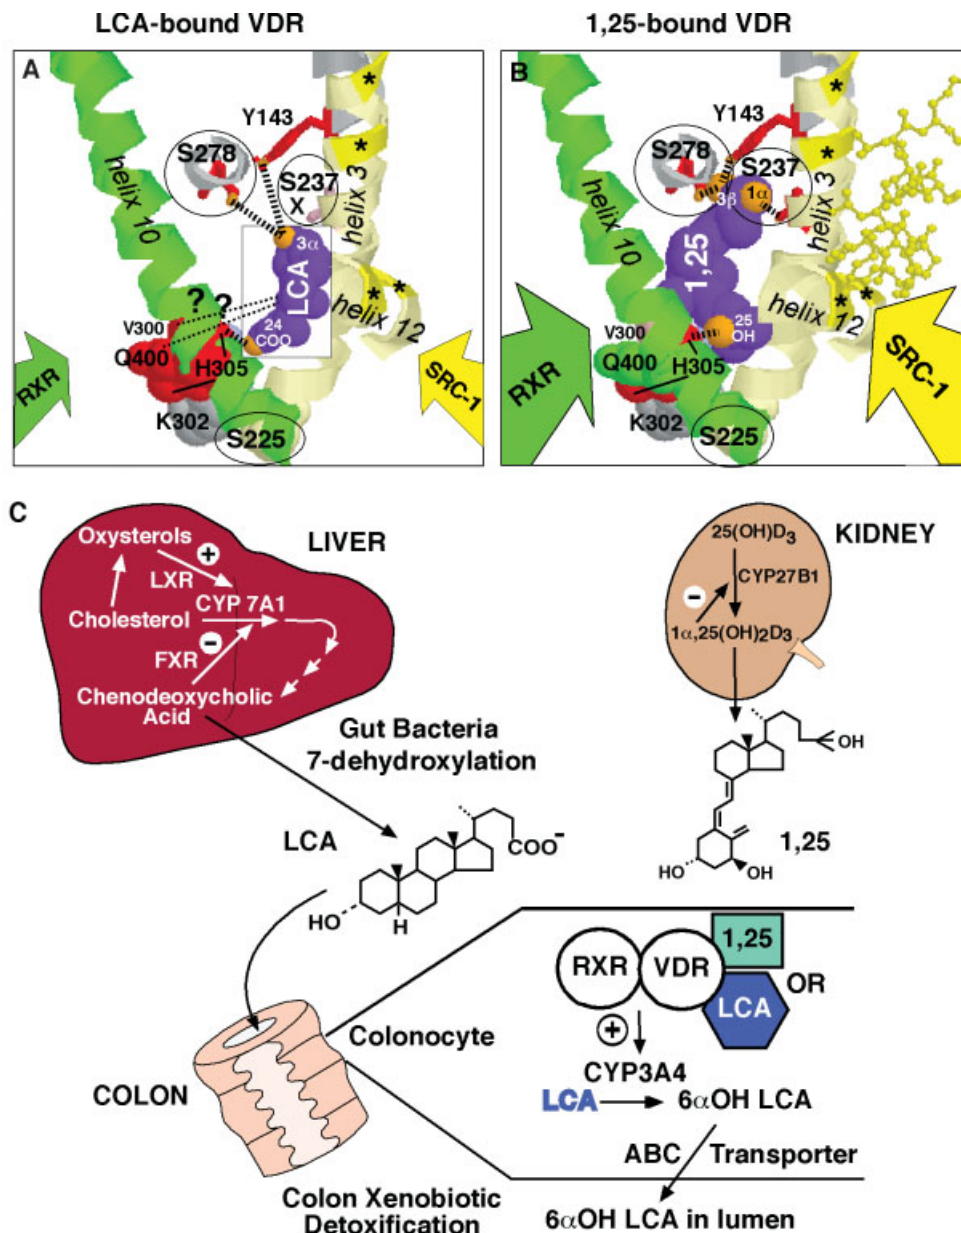 LCA-bound VDR
1,25-bound VDR
A
Y143
S278
S237
X
helix 3
helix 10
3α
LCA
24
COO
helix 12
? ?
V300
Q400
H305
K302
S225
RXR
SRC-1
* * * *
B
Y143
S278
S237
3β
1α
helix 3
helix 10
1,25
25
OH
helix 12
V300
Q400
H305
K302
S225
RXR
SRC-1
* * * *
C
LIVER
Oxysterols
+
LXR
CYP 7A1
Cholesterol
−
FXR
Chenodeoxycholic
Acid
Gut Bacteria
7-dehydroxylation
KIDNEY
25(OH)D3
CYP27B1
−
1α,25(OH)2D3
OH
1,25
HO
OH
LCA
COO−
HO
H
COLON
Colonocyte
RXR
VDR
1,25
OR
LCA
+
CYP3A4
LCA
6αOH LCA
ABC Transporter
Colon Xenobiotic
Detoxification
6αOH LCA in lumen